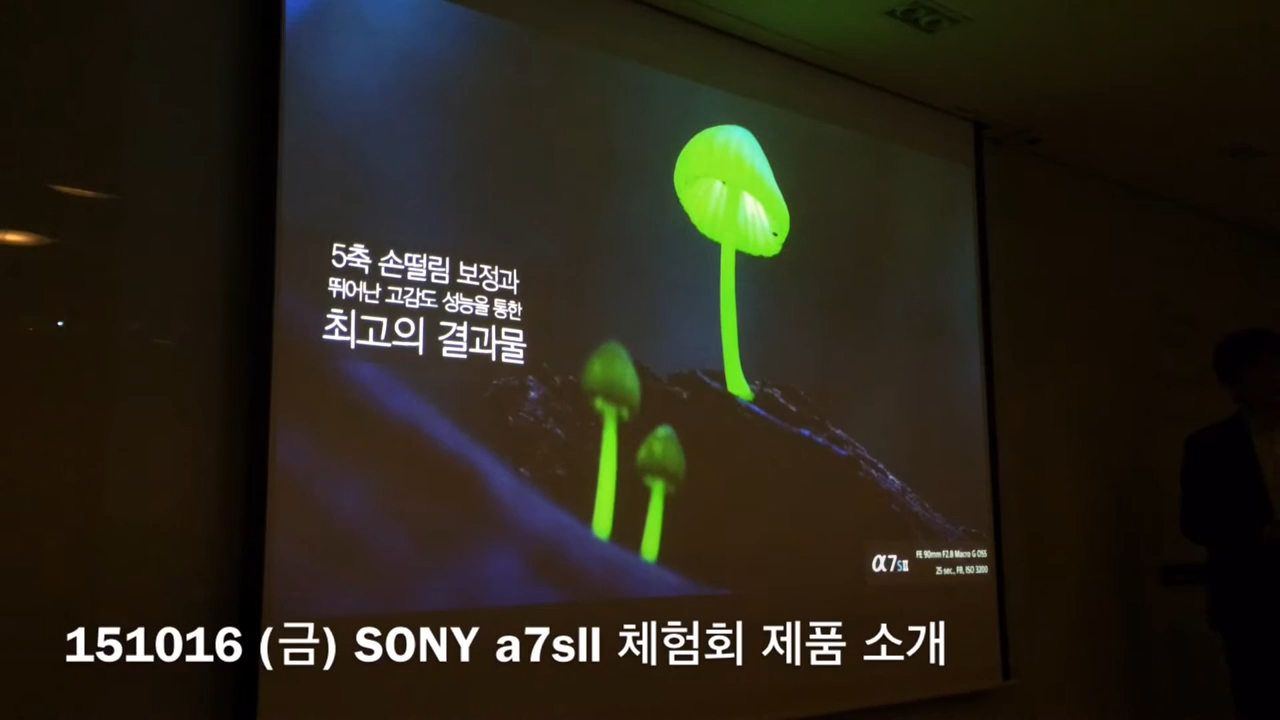 5축 손떨림 보정과
뛰어난 고감도 성능을 통한
최고의 결과물
α7SII
FE 90mm F2.8 Macro G OSS
25 sec., F8, ISO 3200
151016 (금) SONY a7sII 체험회 제품 소개